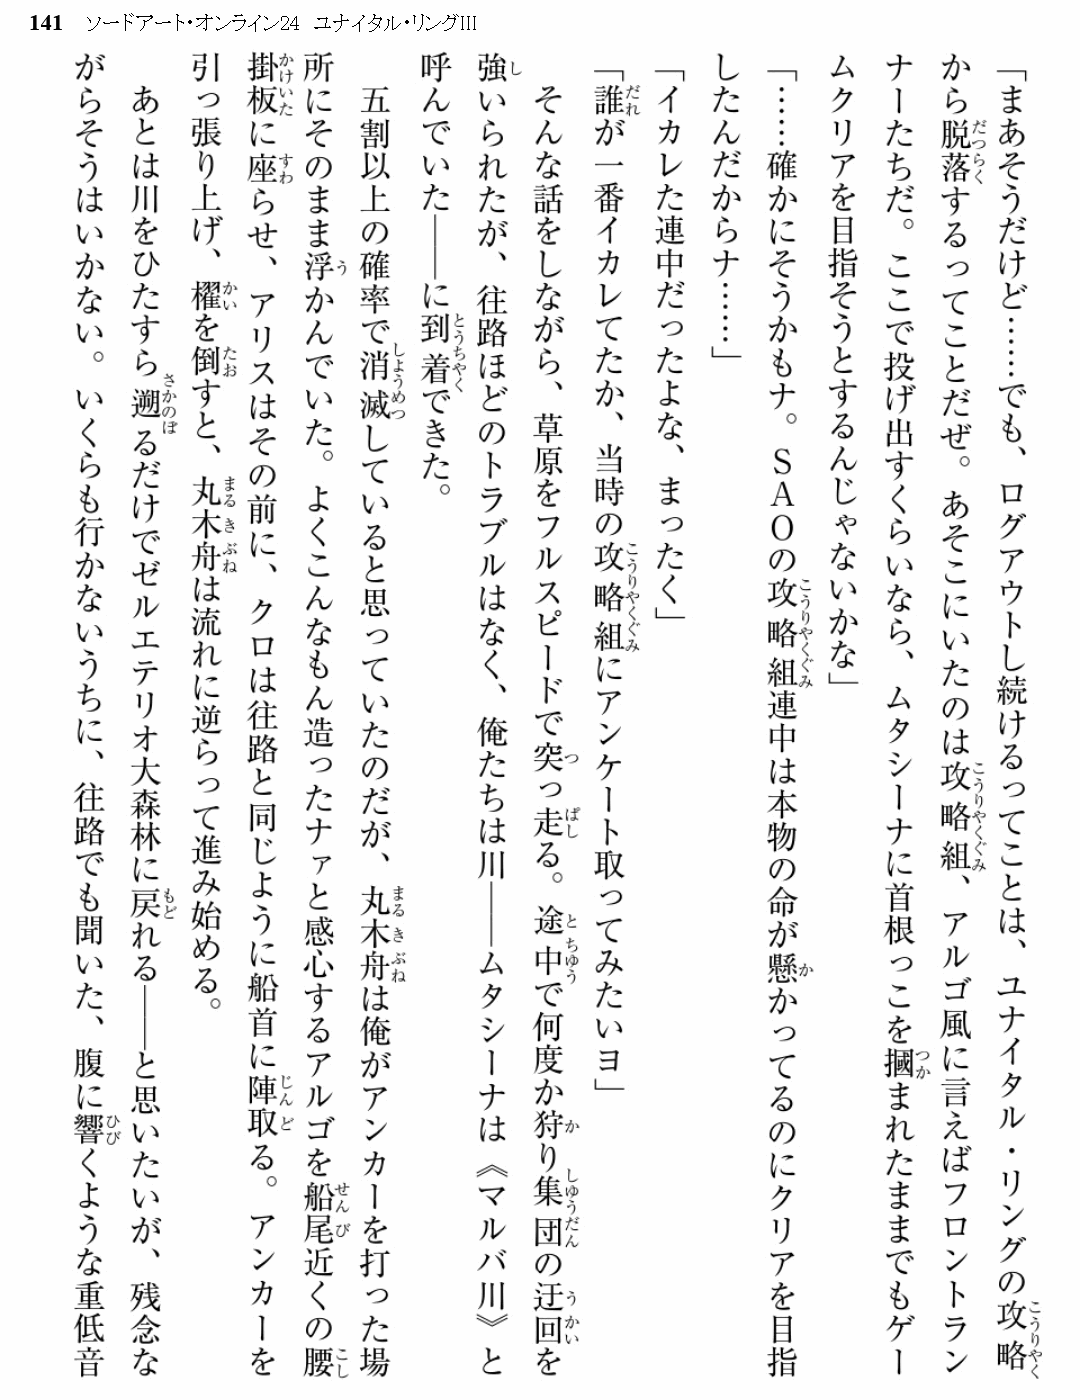 141 ソードアート・オンライン24 ユナイタル・リングIII
「まあそうだけど……でも、ログアウトし続けるってことは、ユナイタル・リングの攻略
から脱落するってことだぜ。あそこにいたのは攻略組、アルゴ風に言えばフロントラン
ナーたちだ。ここで投げ出すくらいなら、ムタシーナに首根っこを摑まれたままでもゲー
ムクリアを目指そうとするんじゃないかな」
「……確かにそうかもナ。ＳＡＯの攻略組連中は本物の命が懸かってるのにクリアを目指
したんだからナ……」
「イカレた連中だったよな、まったく」
「誰が一番イカレてたか、当時の攻略組にアンケート取ってみたいヨ」
そんな話をしながら、草原をフルスピードで突っ走る。途中で何度か狩り集団の迂回を
強いられたが、往路ほどのトラブルはなく、俺たちは川――ムタシーナは《マルバ川》と
呼んでいた――に到着できた。
五割以上の確率で消滅していると思っていたのだが、丸木舟は俺がアンカーを打った場
所にそのまま浮かんでいた。よくこんなもん造ったナァと感心するアルゴを船尾近くの腰
掛板に座らせ、アリスはその前に、クロは往路と同じように船首に陣取る。アンカーを
引っ張り上げ、櫂を倒すと、丸木舟は流れに逆らって進み始める。
あとは川をひたすら遡るだけでゼルエテリオ大森林に戻れる――と思いたいが、残念な
がらそうはいかない。いくらも行かないうちに、往路でも聞いた、腹に響くような重低音